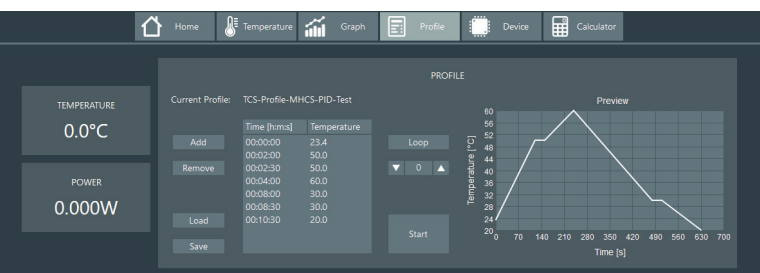 Home Temperature Graph Profile Device Calculator
PROFILE
TEMPERATURE
0.0°C
POWER
0.000W
Current Profile: TCS-Profile-MHCS-PID-Test
Add
Remove
Load
Save
Time [h:m:s] Temperature
00:00:00 23.4
00:02:00 50.0
00:02:30 50.0
00:04:00 60.0
00:08:00 30.0
00:08:30 30.0
00:10:30 20.0
Loop
0
Start
Preview
Temperature [°C]
60
56
52
48
44
40
36
32
28
24
20
0 70 140 210 280 350 420 490 560 630 700
Time [s]